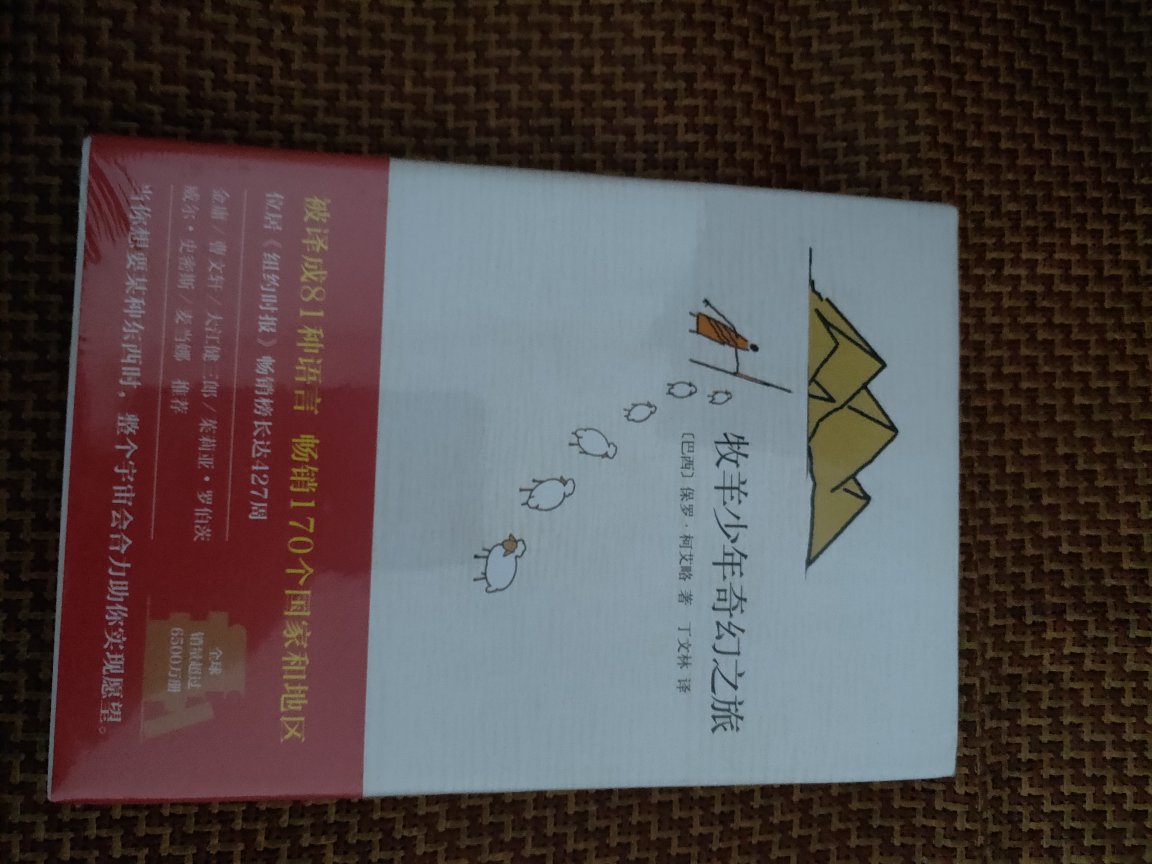 牧羊少年奇幻之旅
〔巴西〕保罗·柯艾略 著 丁文林 译
被译成81种语言 畅销170个国家和地区
位居《纽约时报》畅销榜长达427周
金庸/曹文轩/大江健三郎/茱莉亚·罗伯茨
威尔·史密斯/麦当娜 推荐
全球
销量超过
6500万册
当你想要某种东西时，整个宇宙会合力助你实现愿望。